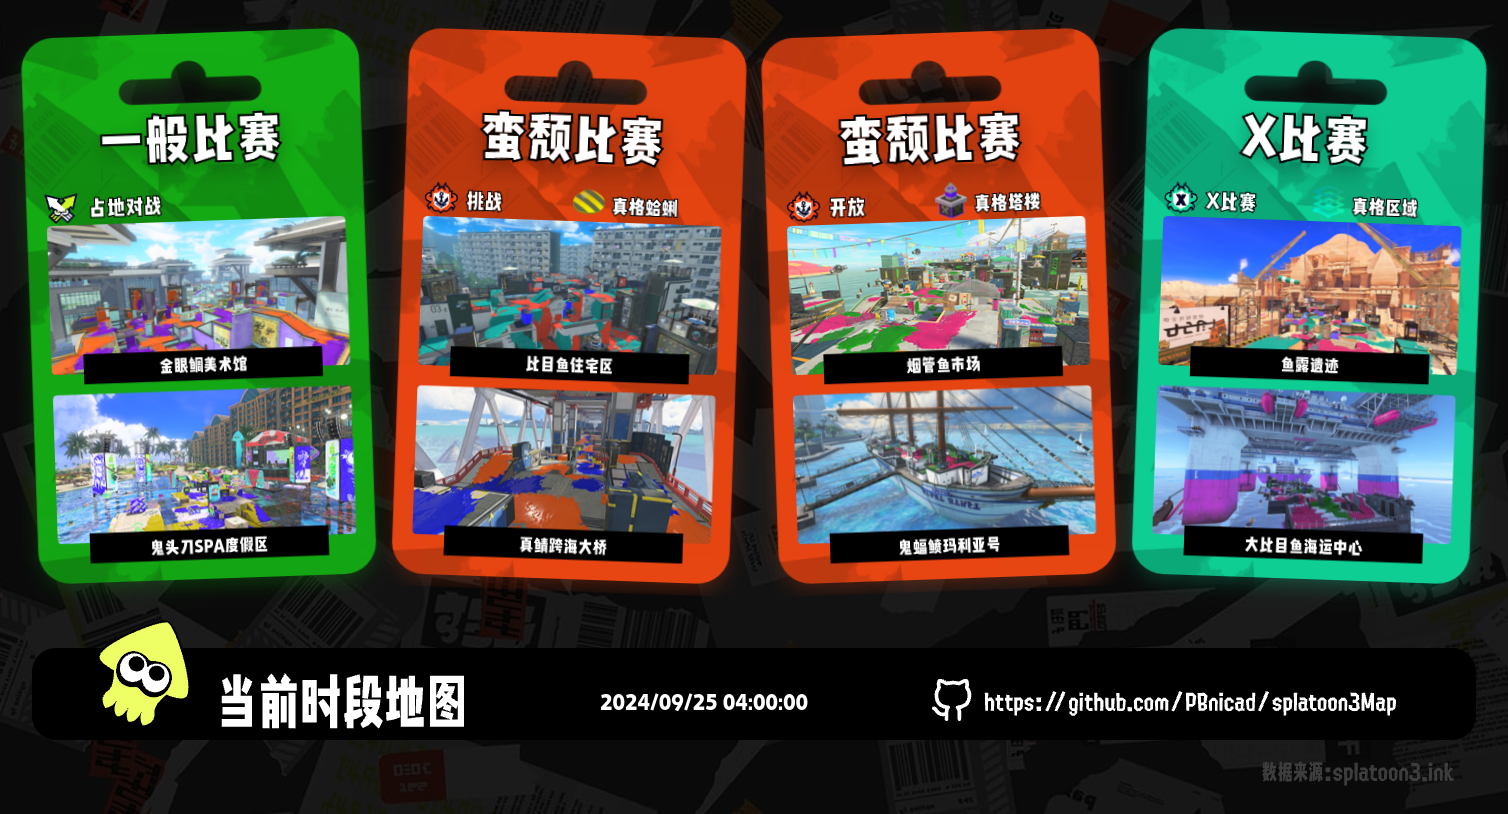 一般比赛
占地对战
金眼鲷美术馆
鬼头刀SPA度假区
蛮颓比赛
挑战
真格蛤蜊
比目鱼住宅区
真鲭跨海大桥
蛮颓比赛
开放
真格塔楼
烟管鱼市场
鬼蝠鲼玛利亚号
X比赛
X比赛
真格区域
鱼露遗迹
大比目鱼海运中心
当前时段地图
2024/09/25 04:00:00
https://github.com/PBnicad/splatoon3Map
数据来源:splatoon3.ink